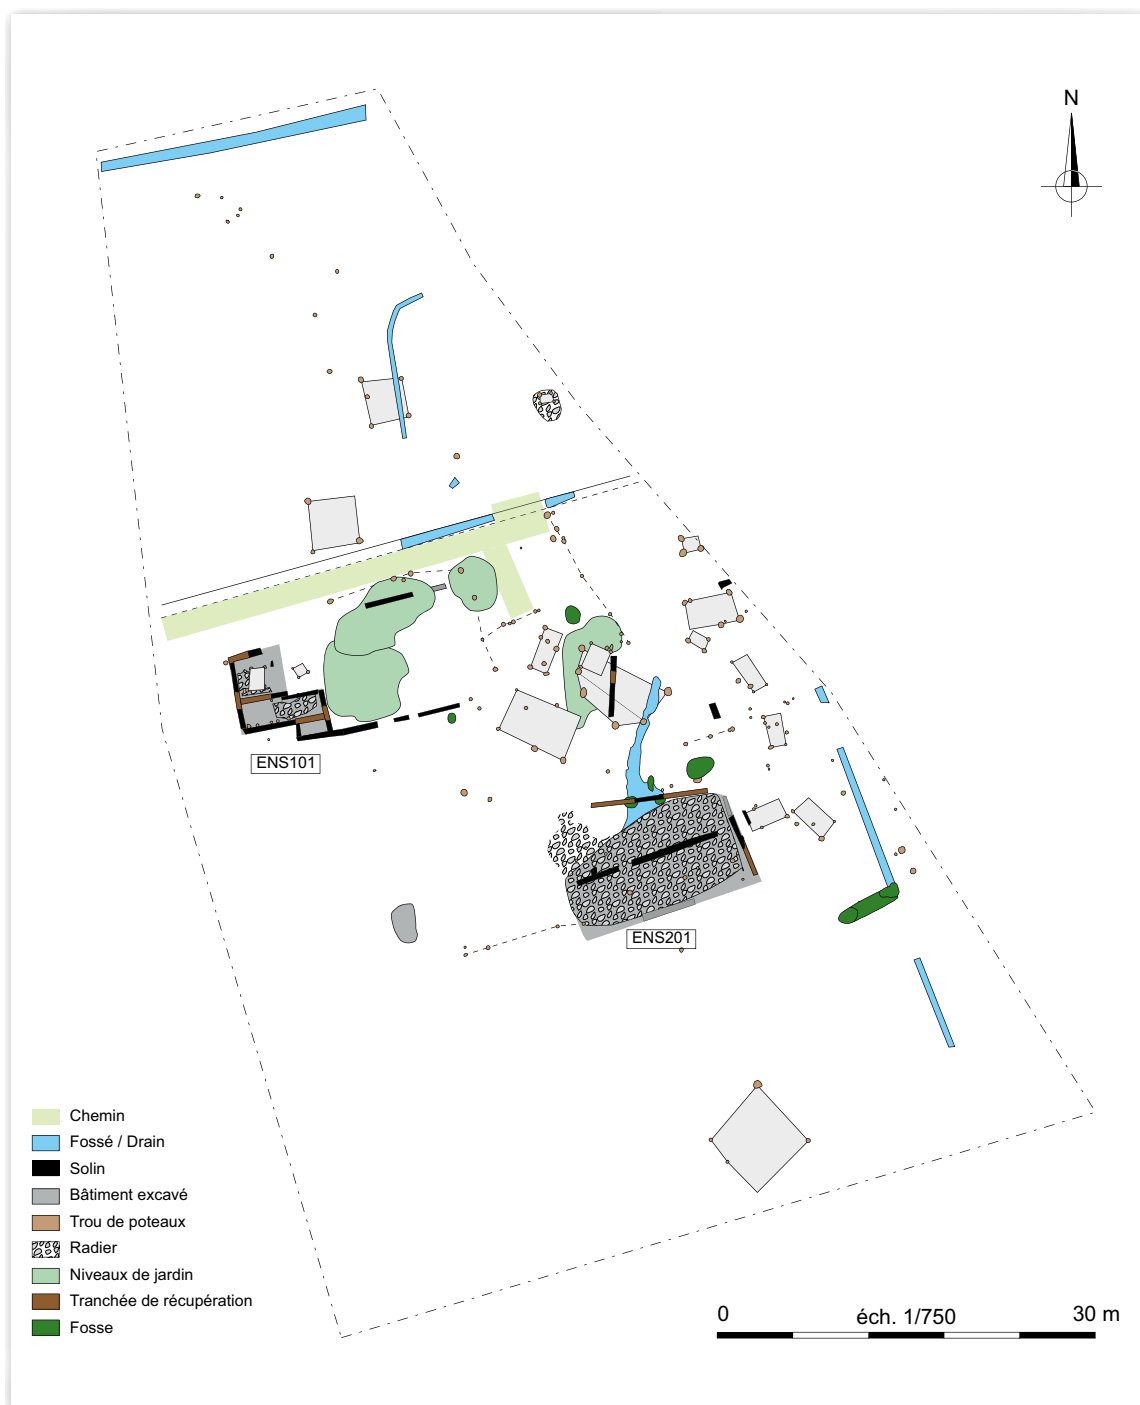 N
ENS101
ENS201
Chemin
Fossé / Drain
Solin
Bâtiment excavé
Trou de poteaux
Radier
Niveaux de jardin
Tranchée de récupération
Fosse
0 éch. 1/750 30 m